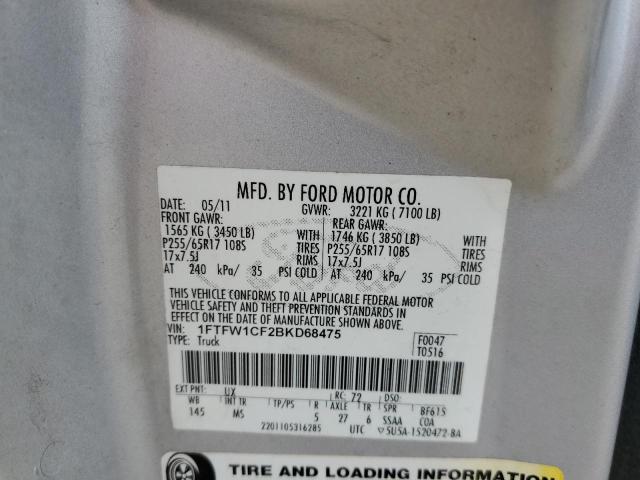 MFD. BY FORD MOTOR CO.
DATE: 05/11 GVWR: 3221 KG ( 7100 LB)
FRONT GAWR: REAR GAWR:
1565 KG ( 3450 LB) WITH 1746 KG ( 3850 LB) WITH
P255/65R17 108S TIRES P255/65R17 108S TIRES
17x7.5J RIMS 17x7.5J RIMS
AT 240 kPa/ 35 PSI COLD AT 240 kPa/ 35 PSI COLD
THIS VEHICLE CONFORMS TO ALL APPLICABLE FEDERAL MOTOR
VEHICLE SAFETY AND THEFT PREVENTION STANDARDS IN
EFFECT ON THE DATE OF MANUFACTURE SHOWN ABOVE.
VIN: 1FTFW1CF2BKD68475 F0047
TYPE: Truck T0516
EXT PNT: UX RC: 72 DSO:
WB INT TR TP/PS R AXLE TR SPR BF615
145 MS 5 27 6 SSAA COA
2201105316285 UTC ▽5U5A-1520472-BA
TIRE AND LOADING INFORMATION